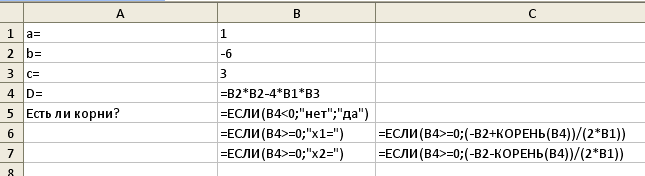 A B C
1 a= 1
2 b= -6
3 c= 3
4 D= =B2*B2-4*B1*B3
5 Есть ли корни? =ЕСЛИ(B4<0;"нет";"да")
6 =ЕСЛИ(B4>=0;"x1=") =ЕСЛИ(B4>=0;(-B2+КОРЕНЬ(B4))/(2*B1))
7 =ЕСЛИ(B4>=0;"x2=") =ЕСЛИ(B4>=0;(-B2-КОРЕНЬ(B4))/(2*B1))
8